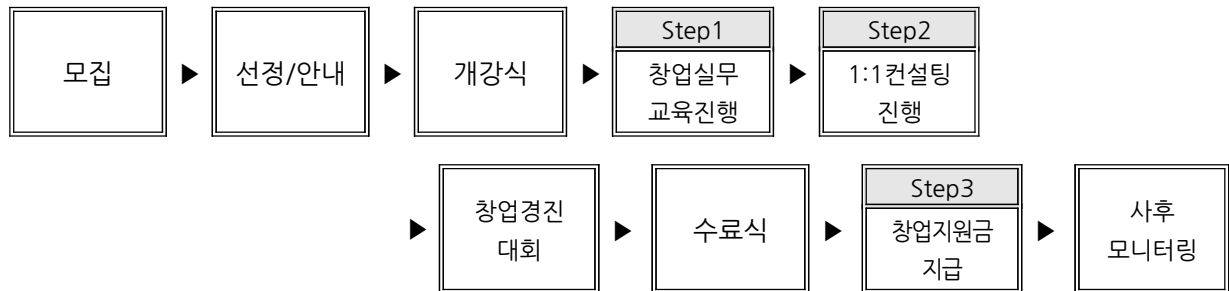 모집
▶
선정/안내
▶
개강식
▶
Step1
창업실무
교육진행
▶
Step2
1:1컨설팅
진행
▶
창업경진
대회
▶
수료식
▶
Step3
창업지원금
지급
▶
사후
모니터링